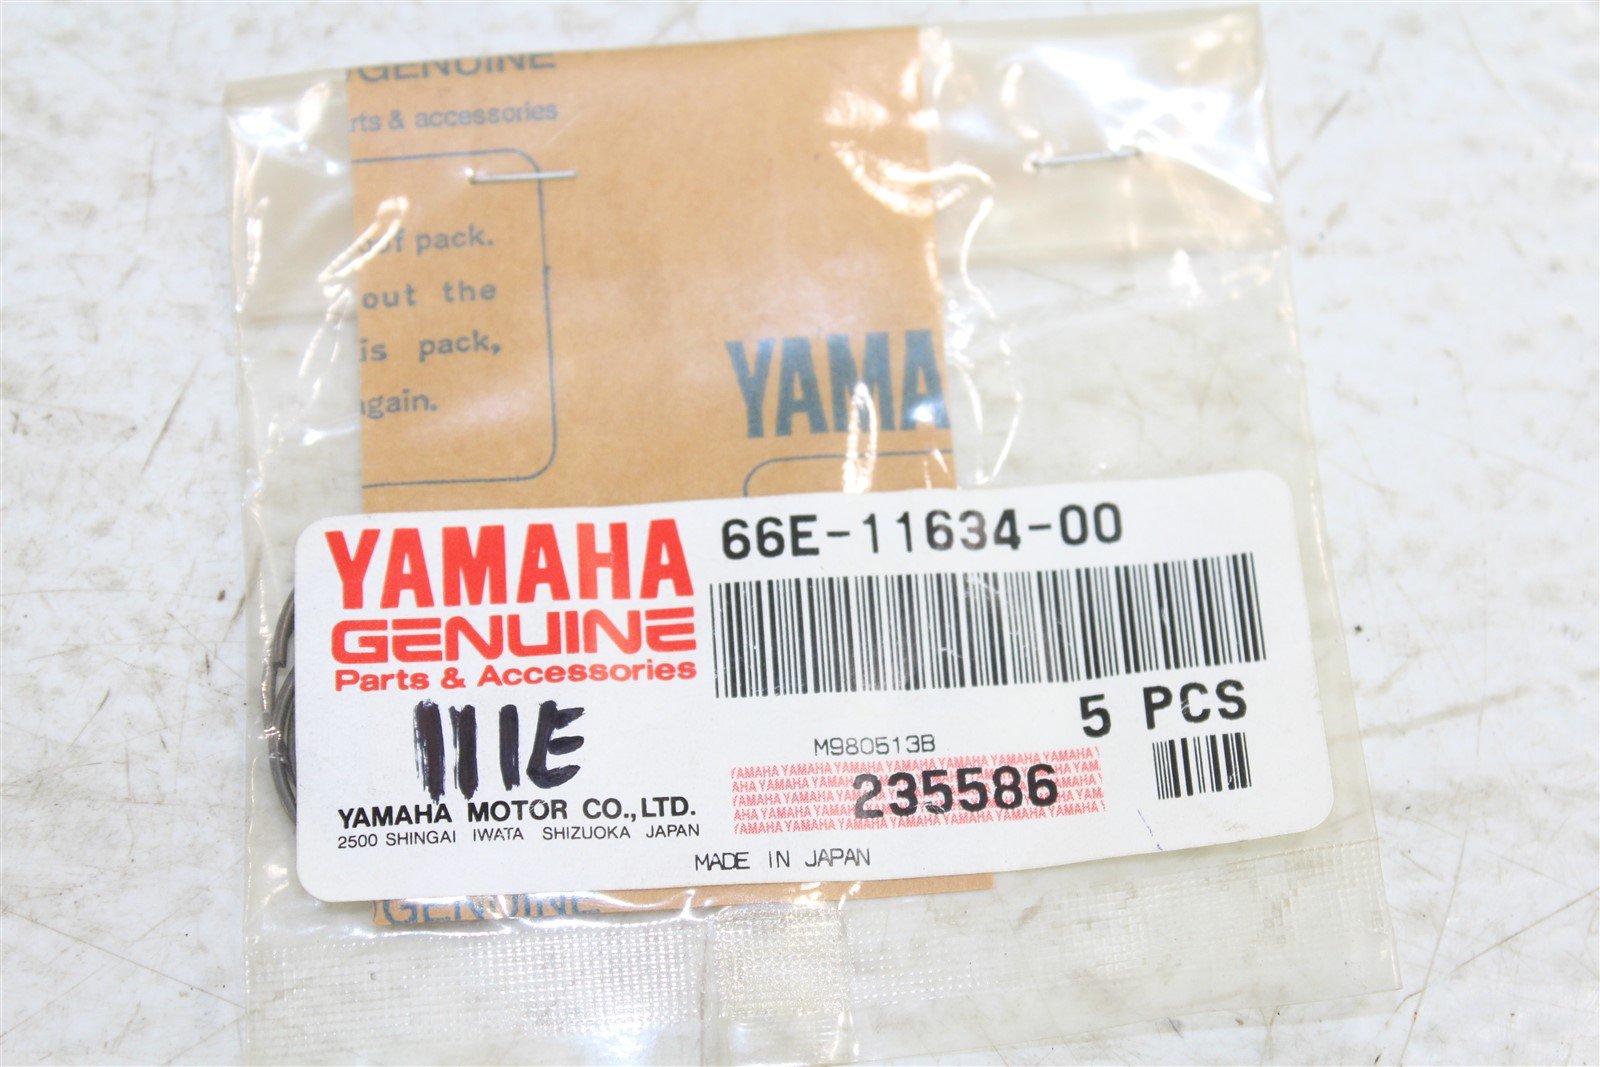 GENUINE
rts & accessories
of pack.
out the
is pack,
again.
YAMA
YAMAHA
GENUINE
Parts & Accessories
111E
YAMAHA MOTOR CO.,LTD.
2500 SHINGAI IWATA SHIZUOKA JAPAN
66E-11634-00
5 PCS
M980513B
235586
MADE IN JAPAN
GENUINE